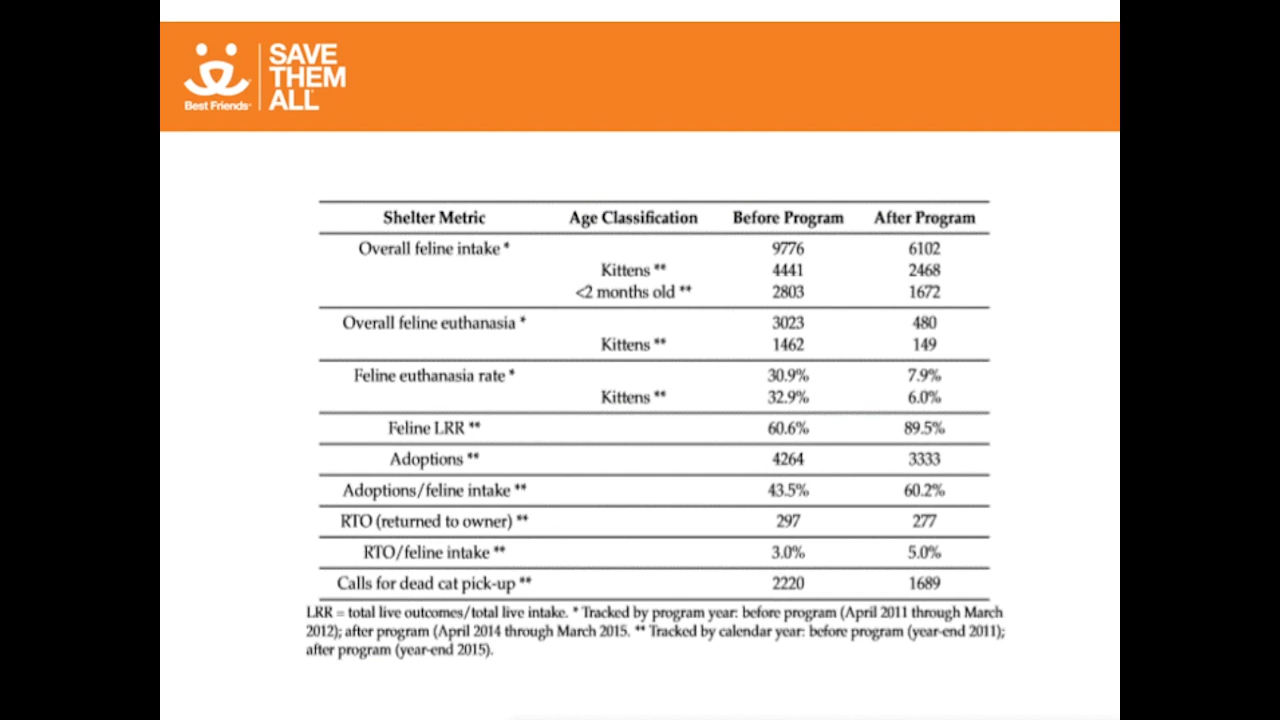 SAVE
THEM
ALL
Best Friends
Shelter Metric Age Classification Before Program After Program
Overall feline intake * 9776 6102
Kittens ** 4441 2468
<2 months old ** 2803 1672
Overall feline euthanasia * 3023 480
Kittens ** 1462 149
Feline euthanasia rate * 30.9% 7.9%
Kittens ** 32.9% 6.0%
Feline LRR ** 60.6% 89.5%
Adoptions ** 4264 3333
Adoptions/feline intake ** 43.5% 60.2%
RTO (returned to owner) ** 297 277
RTO/feline intake ** 3.0% 5.0%
Calls for dead cat pick-up ** 2220 1689
LRR = total live outcomes/total live intake. * Tracked by program year: before program (April 2011 through March
2012); after program (April 2014 through March 2015. ** Tracked by calendar year: before program (year-end 2011);
after program (year-end 2015).